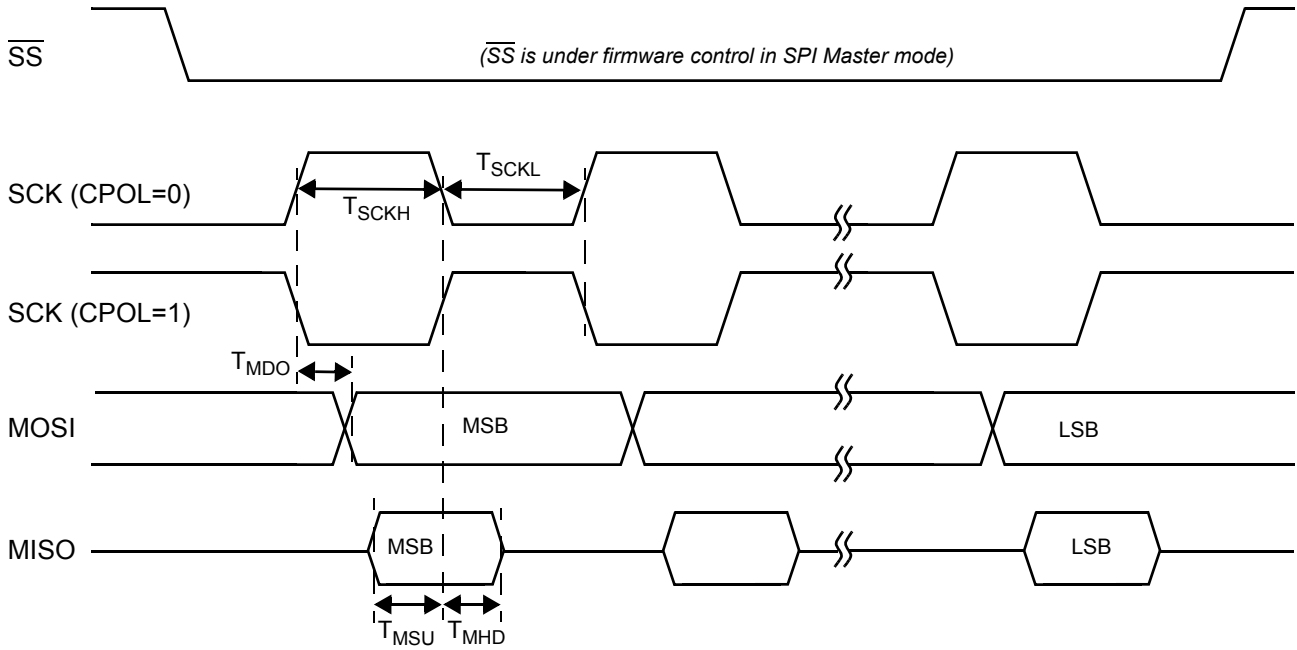 SS
(SS is under firmware control in SPI Master mode)
SCK (CPOL=0)
TSCKH
TSCKL
SCK (CPOL=1)
TMDO
MOSI
MSB
LSB
MISO
MSB
LSB
TMSU
TMHD